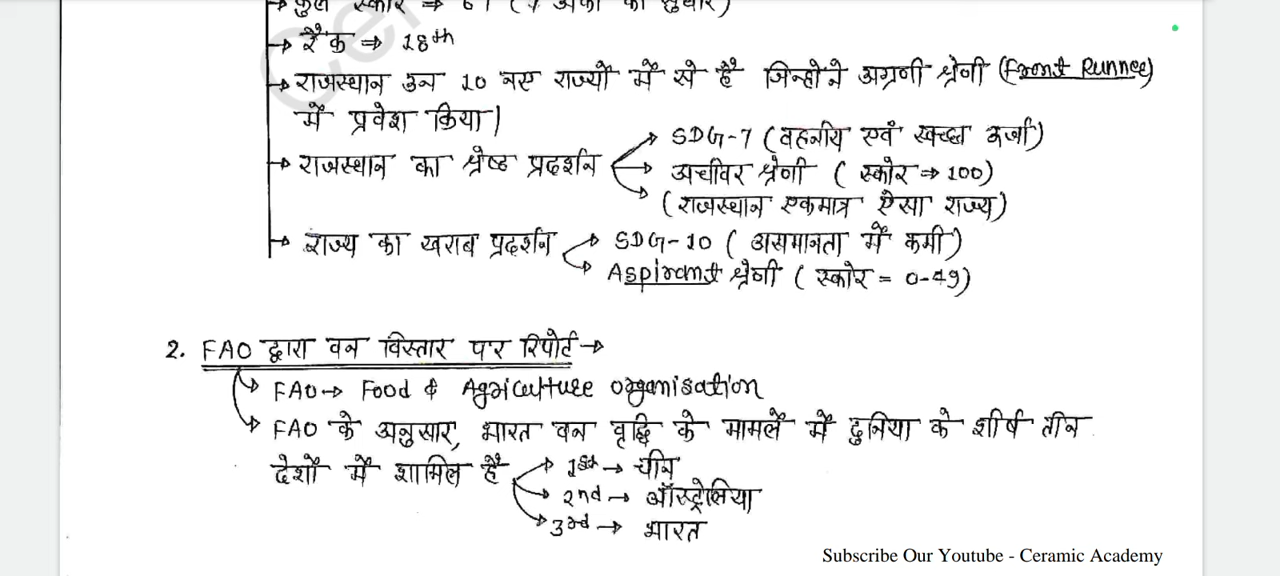 → कुल स्कोर ⇒ 67 (7 अंकों का सुधार)
→ रैंक ⇒ 18th
→ राजस्थान उन 10 नए राज्यों में से है जिन्होंने अग्रणी श्रेणी (Front Runner)
में प्रवेश किया।
→ राजस्थान का श्रेष्ठ प्रदर्शन → SDG-7 (वहनीय एवं स्वच्छ ऊर्जा)
→ अचीवर श्रेणी ( स्कोर ⇒ 100)
→ (राजस्थान एकमात्र ऐसा राज्य)
→ राज्य का खराब प्रदर्शन → SDG-10 ( असमानता में कमी)
→ Aspirant श्रेणी ( स्कोर = 0-49)
2. FAO द्वारा वन विस्तार पर रिपोर्ट →
→ FAO → Food & Agriculture organisation
→ FAO के अनुसार, भारत वन वृद्धि के मामलें में दुनिया के शीर्ष तीन
देशों में शामिल है → 1st → चीन
→ 2nd → ऑस्ट्रेलिया
→ 3rd → भारत
Subscribe Our Youtube - Ceramic Academy